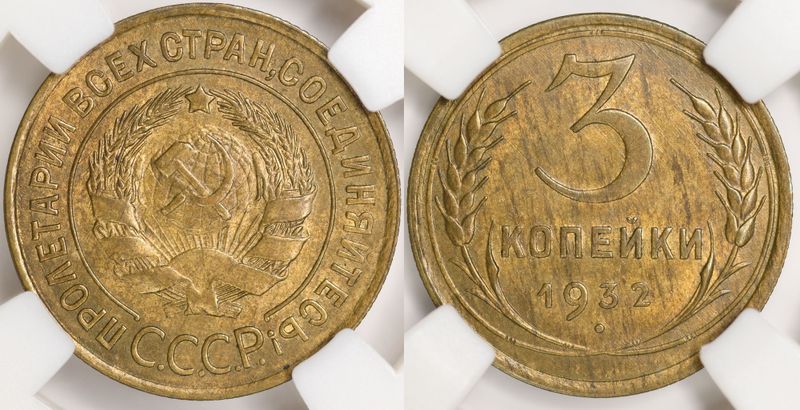 ПРОЛЕТАРИИ ВСЕХ СТРАН, СОЕДИНЯЙТЕСЬ!
С.С.С.Р.
3
КОПЕЙКИ
1932